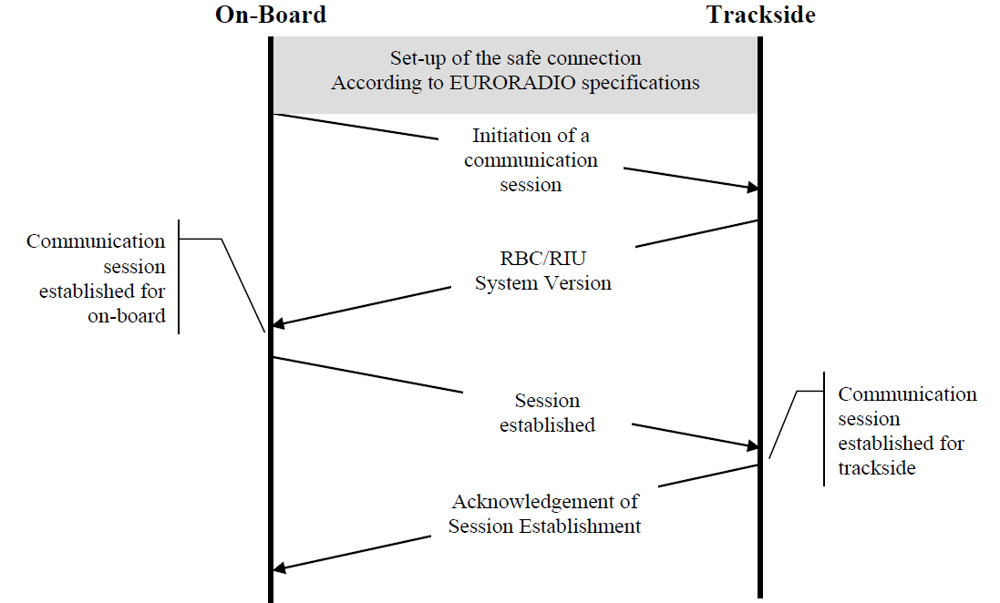 On-Board
Trackside
Set-up of the safe connection
According to EURORADIO specifications
Initiation of a
communication
session
Communication
session
established for
on-board
RBC/RIU
System Version
Session
established
Communication
session
established for
trackside
Acknowledgement of
Session Establishment